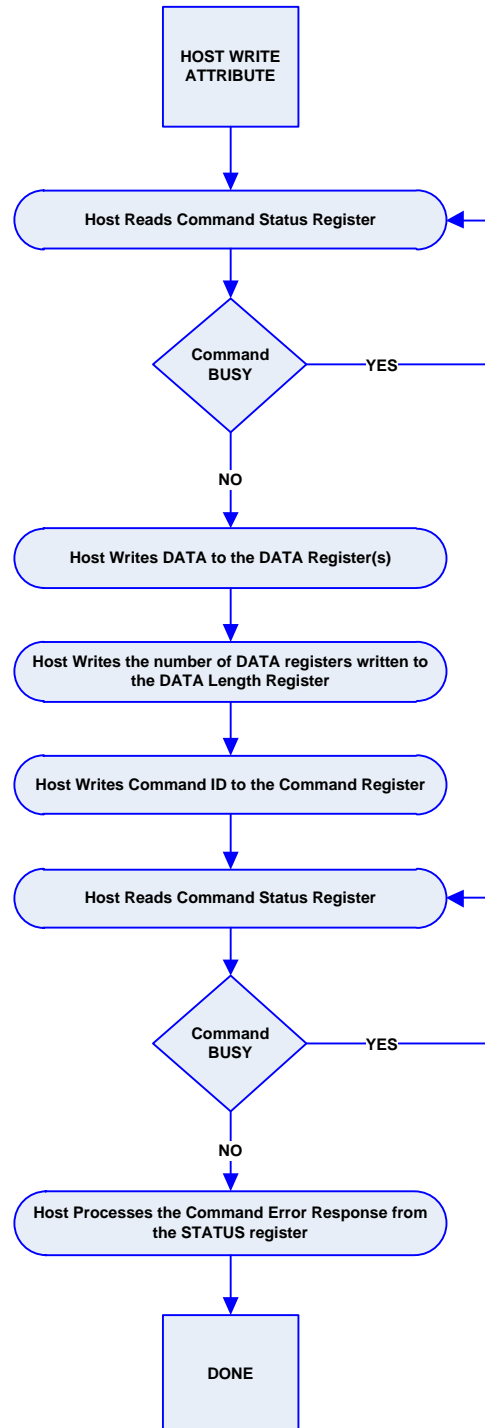 HOST WRITE
ATTRIBUTE
Host Reads Command Status Register
Command
BUSY
YES
NO
Host Writes DATA to the DATA Register(s)
Host Writes the number of DATA registers written to
the DATA Length Register
Host Writes Command ID to the Command Register
Host Reads Command Status Register
Command
BUSY
YES
NO
Host Processes the Command Error Response from
the STATUS register
DONE